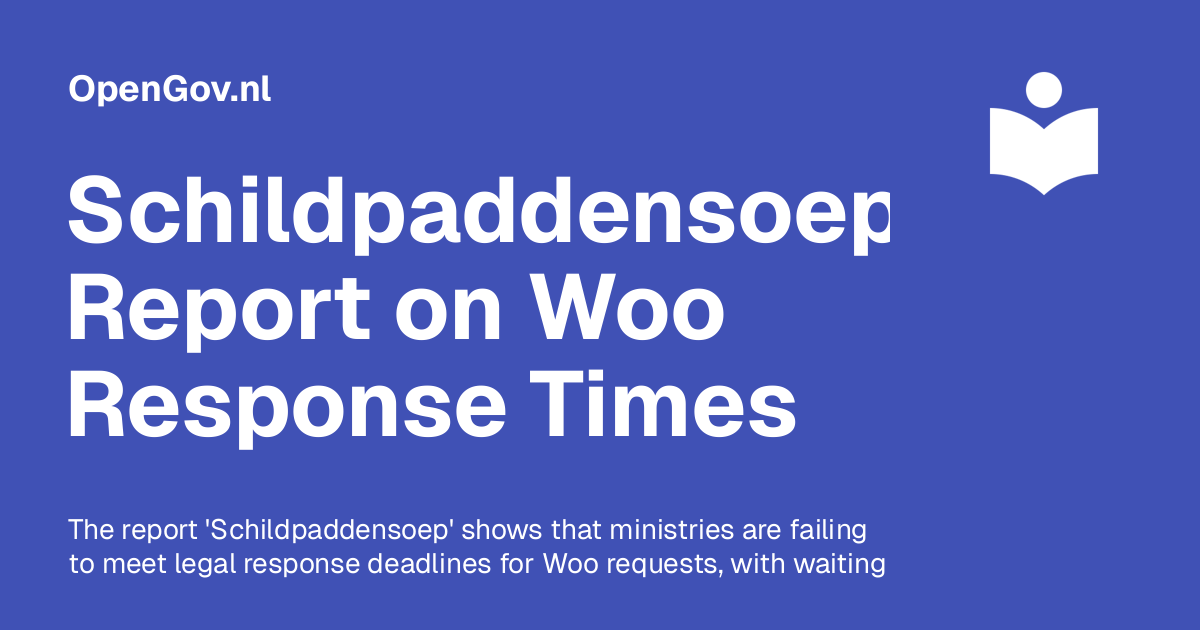 OpenGov.nl
Schildpaddensoep
Report on Woo
Response Times
The report 'Schildpaddensoep' shows that ministries are failing
to meet legal response deadlines for Woo requests, with waiting